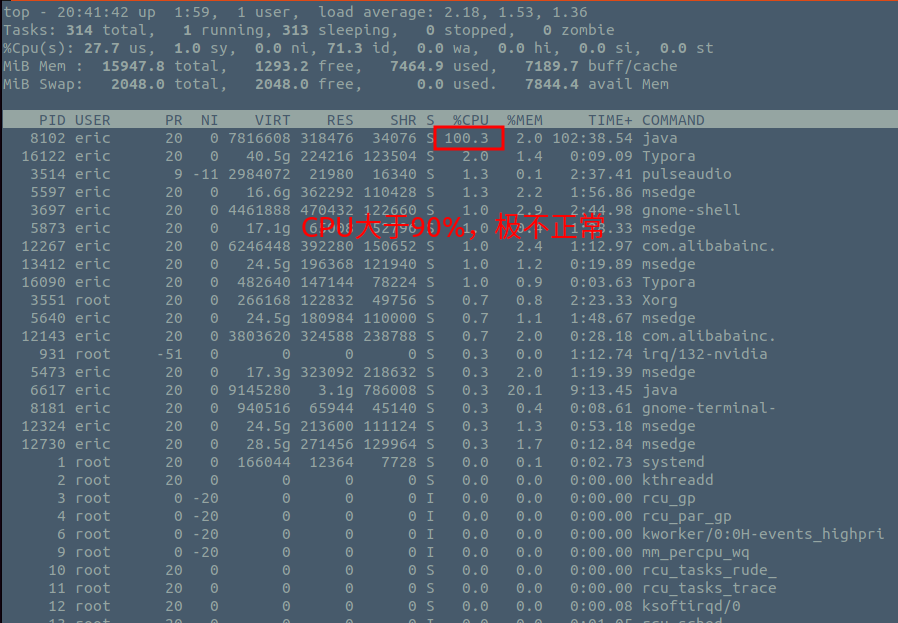 top - 20:41:42 up  1:59,  1 user,  load average: 2.18, 1.53, 1.36
Tasks: 314 total,   1 running, 313 sleeping,   0 stopped,   0 zombie
%Cpu(s): 27.7 us,  1.0 sy,  0.0 ni, 71.3 id,  0.0 wa,  0.0 hi,  0.0 si,  0.0 st
MiB Mem :  15947.8 total,   1293.2 free,   7464.9 used,   7189.7 buff/cache
MiB Swap:   2048.0 total,   2048.0 free,      0.0 used.   7844.4 avail Mem
PID USER      PR  NI    VIRT    RES    SHR S  %CPU  %MEM     TIME+ COMMAND
8102 eric      20   0 7816608 318476  34076 S 100.3   2.0 102:38.54 java
16122 eric      20   0   40.5g 224216 123504 S   2.0   1.4   0:09.09 Typora
3514 eric       9 -11 2984072  21980  16340 S   1.3   0.1   2:37.41 pulseaudio
5597 eric      20   0   16.6g 362292 110428 S   1.3   2.2   1:56.86 msedge
3697 eric      20   0 4461888 470432 122660 S   1.0   2.9   2:44.98 gnome-shell
5873 eric      20   0   17.1g S 1.0 msedge
CPU大于90%，极不正常
12267 eric      20   0 6246448 392280 150652 S   1.0   2.4   1:12.97 com.alibabainc.
13412 eric      20   0   24.5g 196368 121940 S   1.0   1.2   0:19.89 msedge
16090 eric      20   0  482640 147144  78224 S   1.0   0.9   0:03.63 Typora
3551 root      20   0  266168 122832  49756 S   0.7   0.8   2:23.33 Xorg
5640 eric      20   0   24.5g 180984 110000 S   0.7   1.1   1:48.67 msedge
12143 eric      20   0 3803620 324588 238788 S   0.7   2.0   0:28.18 com.alibabainc.
931 root     -51   0       0      0      0 S   0.3   0.0   1:12.74 irq/132-nvidia
5473 eric      20   0   17.3g 323092 218632 S   0.3   2.0   1:19.39 msedge
6617 eric      20   0 9145280   3.1g 786008 S   0.3  20.1   9:13.45 java
8181 eric      20   0  940516  65944  45140 S   0.3   0.4   0:08.61 gnome-terminal-
12324 eric      20   0   24.5g 213600 111124 S   0.3   1.3   0:53.18 msedge
12730 eric      20   0   28.5g 271456 129964 S   0.3   1.7   0:12.84 msedge
1 root      20   0  166044  12364   7728 S   0.0   0.1   0:02.73 systemd
2 root      20   0       0      0      0 S   0.0   0.0   0:00.00 kthreadd
3 root       0 -20       0      0      0 I   0.0   0.0   0:00.00 rcu_gp
4 root       0 -20       0      0      0 I   0.0   0.0   0:00.00 rcu_par_gp
6 root       0 -20       0      0      0 I   0.0   0.0   0:00.00 kworker/0:0H-events_highpri
9 root       0 -20       0      0      0 I   0.0   0.0   0:00.00 mm_percpu_wq
10 root      20   0       0      0      0 S   0.0   0.0   0:00.00 rcu_tasks_rude_
11 root      20   0       0      0      0 S   0.0   0.0   0:00.00 rcu_tasks_trace
12 root      20   0       0      0      0 S   0.0   0.0   0:00.08 ksoftirqd/0